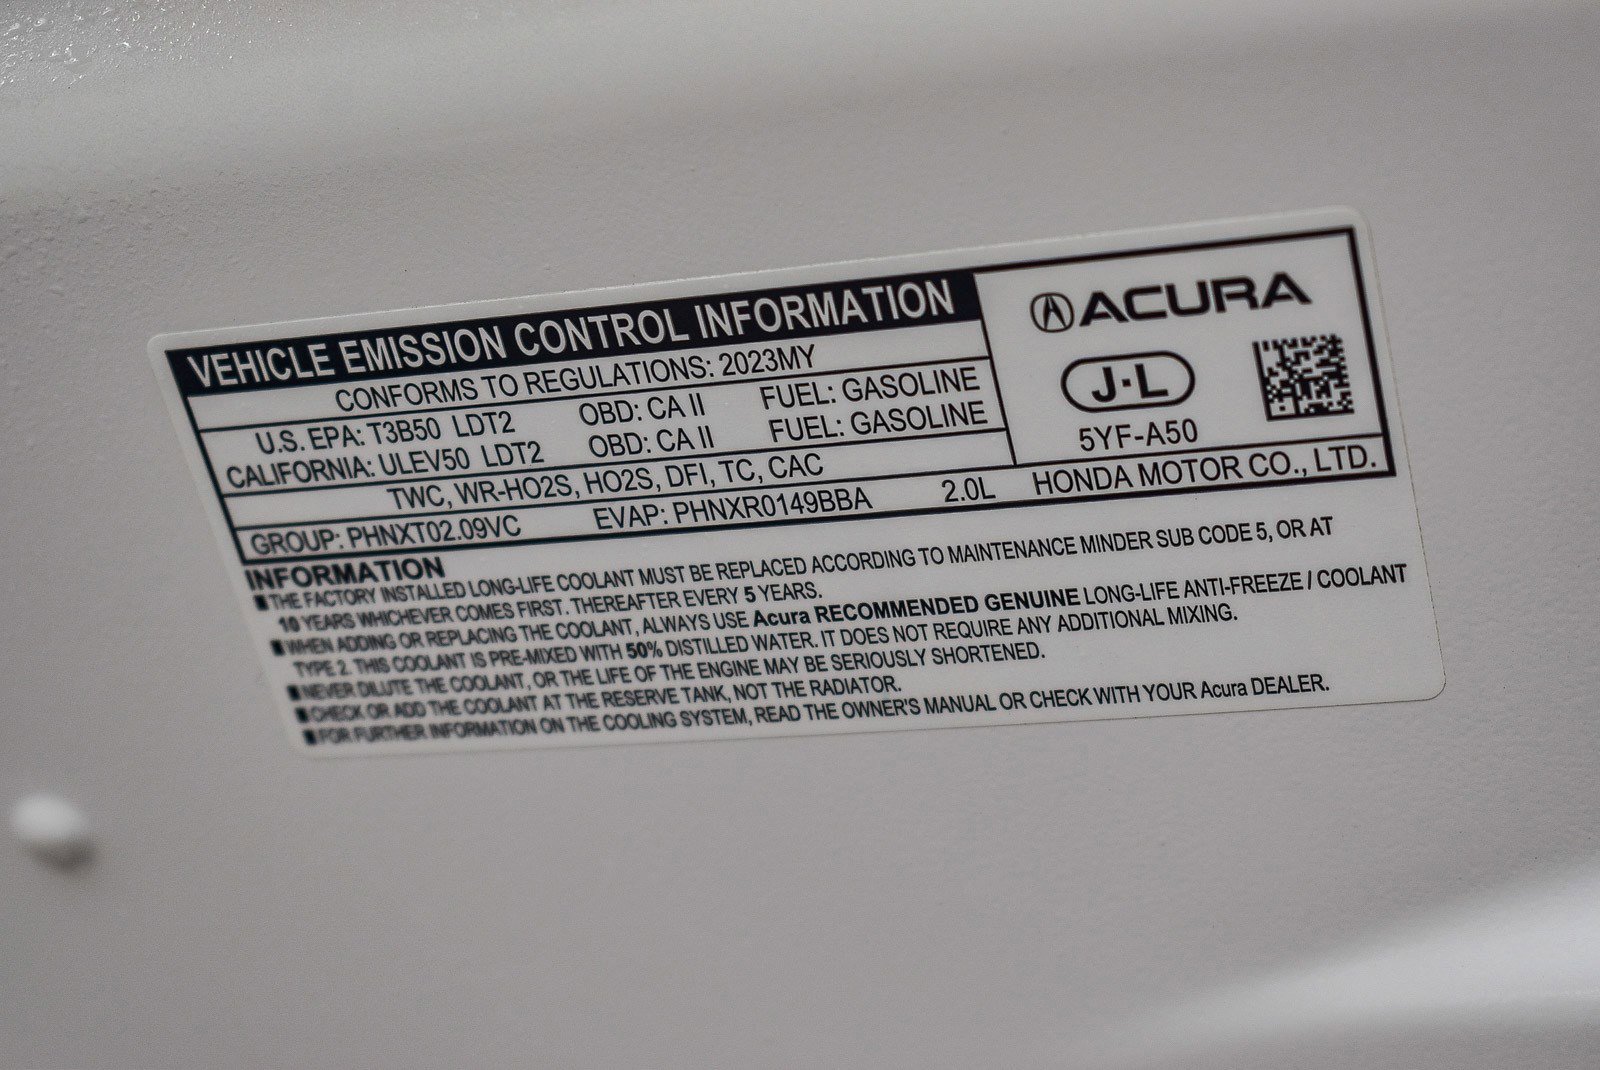 VEHICLE EMISSION CONTROL INFORMATION
CONFORMS TO REGULATIONS: 2023MY
U.S. EPA: T3B50 LDT2 OBD: CA II FUEL: GASOLINE
CALIFORNIA: ULEV50 LDT2 OBD: CA II FUEL: GASOLINE
TWC, WR-HO2S, HO2S, DFI, TC, CAC
ACURA
J·L
5YF-A50
GROUP: PHNXT02.09VC EVAP: PHNXR0149BBA 2.0L HONDA MOTOR CO., LTD.
INFORMATION
■THE FACTORY INSTALLED LONG-LIFE COOLANT MUST BE REPLACED ACCORDING TO MAINTENANCE MINDER SUB CODE 5, OR AT
10 YEARS WHICHEVER COMES FIRST. THEREAFTER EVERY 5 YEARS.
■WHEN ADDING OR REPLACING THE COOLANT, ALWAYS USE Acura RECOMMENDED GENUINE LONG-LIFE ANTI-FREEZE / COOLANT
TYPE 2. THIS COOLANT IS PRE-MIXED WITH 50% DISTILLED WATER. IT DOES NOT REQUIRE ANY ADDITIONAL MIXING.
■NEVER DILUTE THE COOLANT, OR THE LIFE OF THE ENGINE MAY BE SERIOUSLY SHORTENED.
■CHECK OR ADD THE COOLANT AT THE RESERVE TANK, NOT THE RADIATOR.
■FOR FURTHER INFORMATION ON THE COOLING SYSTEM, READ THE OWNER'S MANUAL OR CHECK WITH YOUR Acura DEALER.